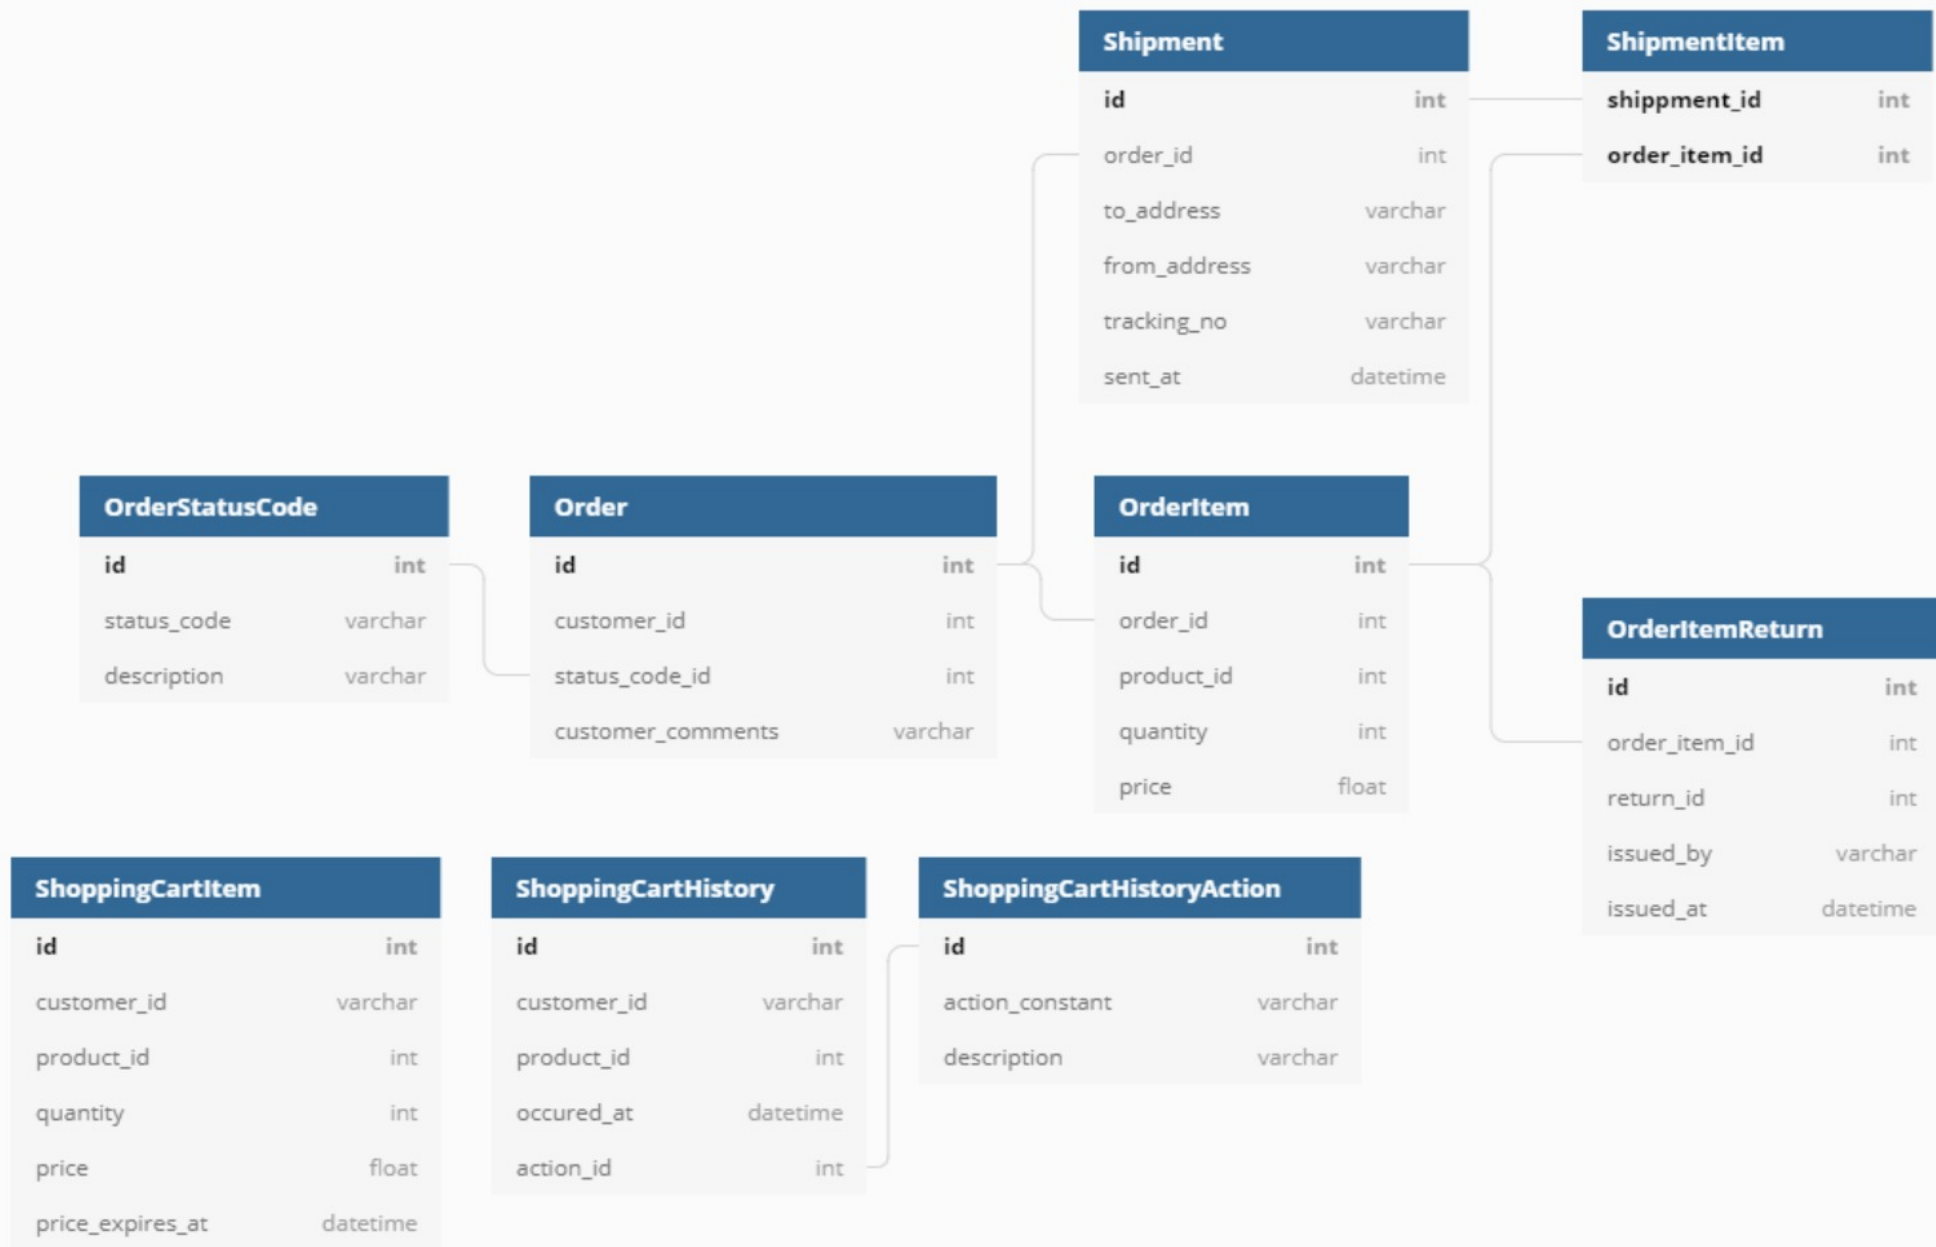 Shipment
id int
order_id int
to_address varchar
from_address varchar
tracking_no varchar
sent_at datetime
ShipmentItem
shippment_id int
order_item_id int
OrderStatusCode
id int
status_code varchar
description varchar
Order
id int
customer_id int
status_code_id int
customer_comments varchar
OrderItem
id int
order_id int
product_id int
quantity int
price float
OrderItemReturn
id int
order_item_id int
return_id int
issued_by varchar
issued_at datetime
ShoppingCartItem
id int
customer_id varchar
product_id int
quantity int
price float
price_expires_at datetime
ShoppingCartHistory
id int
customer_id varchar
product_id int
occured_at datetime
action_id int
ShoppingCartHistoryAction
id int
action_constant varchar
description varchar